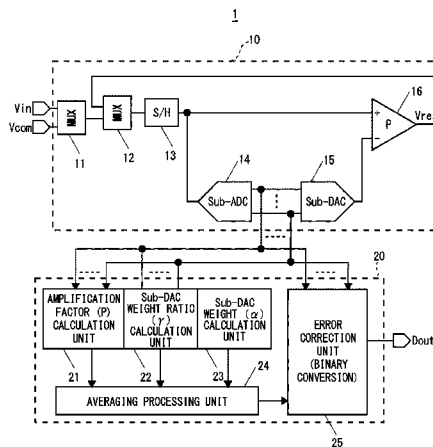 1
10
Vin
Vcom
MUX
11
MUX
12
S/H
13
14
Sub-ADC
15
Sub-DAC
16
+
P
−
Vre
20
AMPLIFICATION
FACTOR (P)
CALCULATION
UNIT
21
Sub-DAC
WEIGHT RATIO (γ)
CALCULATION
UNIT
22
Sub-DAC
WEIGHT (α)
CALCULATION
UNIT
23
24
AVERAGING PROCESSING UNIT
ERROR
CORRECTION
UNIT
(BINARY
CONVERSION)
25
Dout